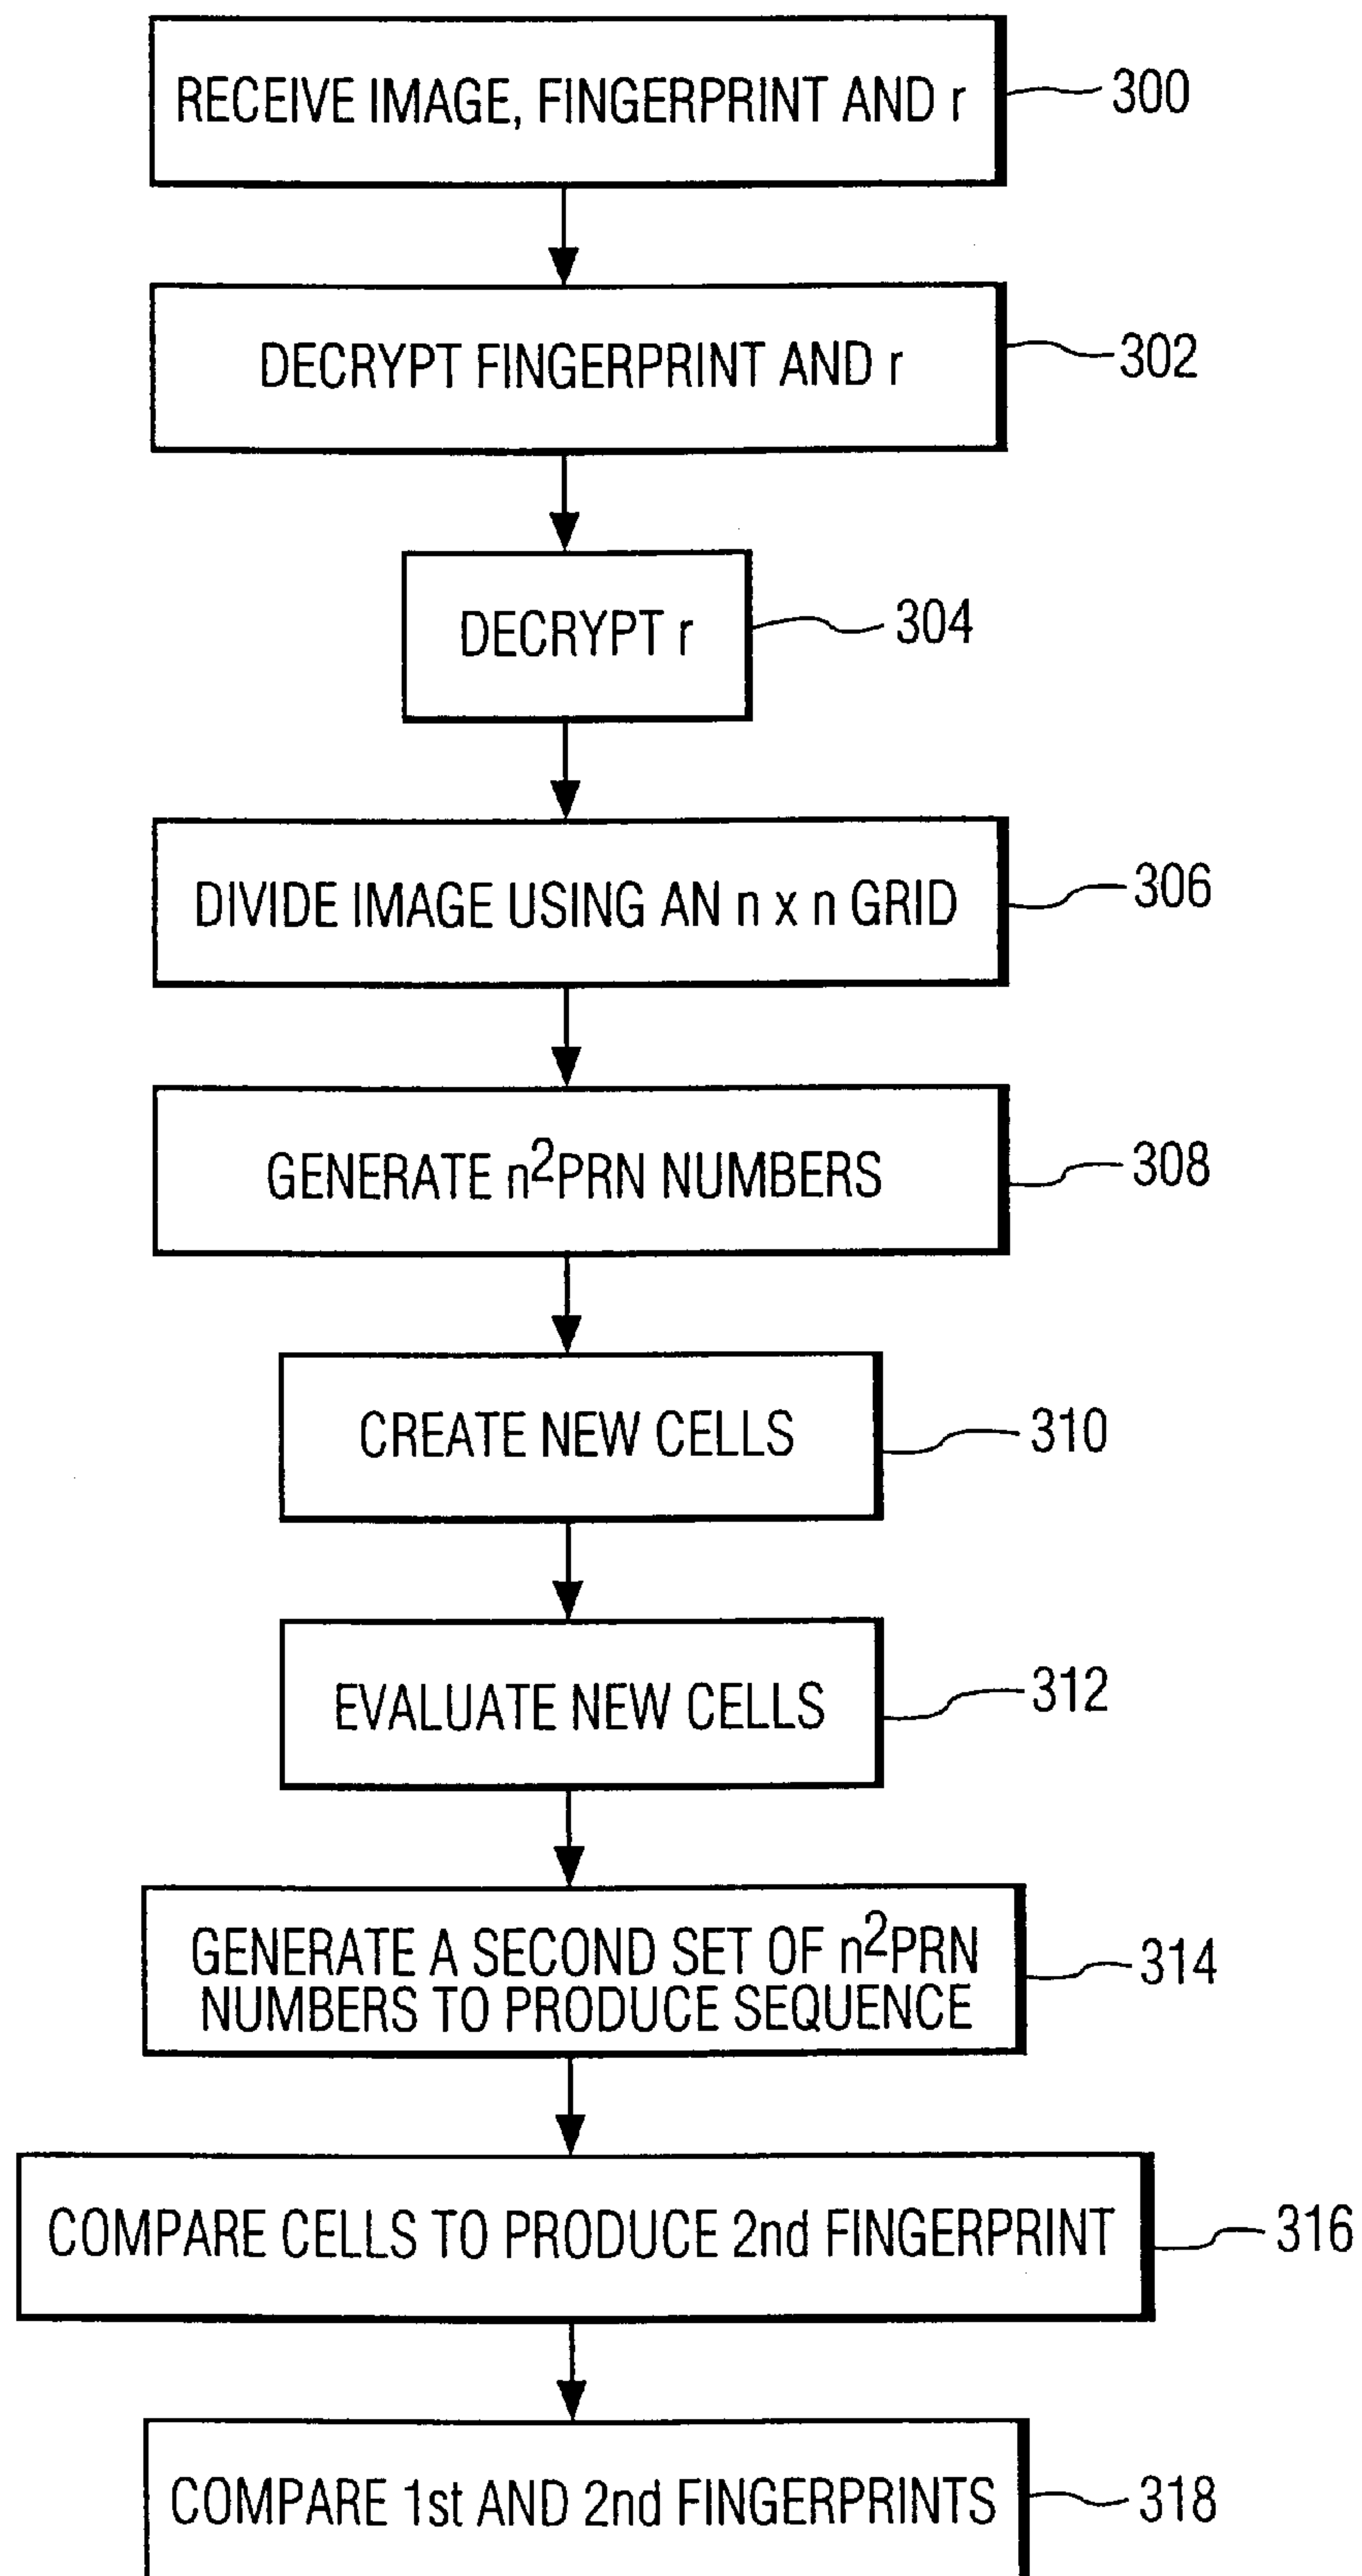 RECEIVE IMAGE, FINGERPRINT AND r
300
DECRYPT FINGERPRINT AND r
302
DECRYPT r
304
DIVIDE IMAGE USING AN n x n GRID
306
GENERATE n²PRN NUMBERS
308
CREATE NEW CELLS
310
EVALUATE NEW CELLS
312
GENERATE A SECOND SET OF n²PRN
NUMBERS TO PRODUCE SEQUENCE
314
COMPARE CELLS TO PRODUCE 2nd FINGERPRINT
316
COMPARE 1st AND 2nd FINGERPRINTS
318